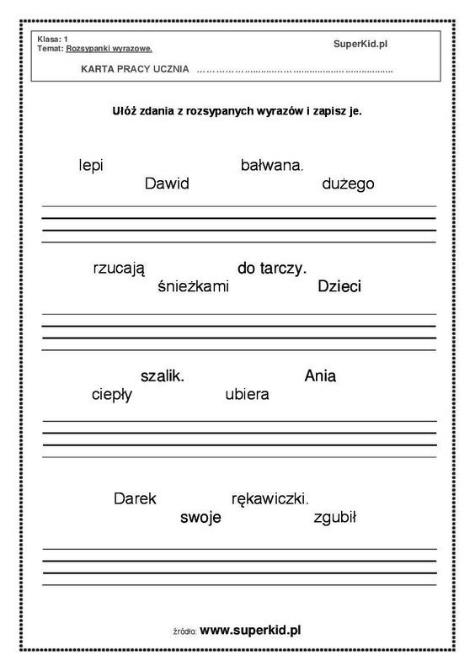 Klasa: 1
SuperKid.pl
Temat: Rozsypanki wyrazowe.
KARTA PRACY UCZNIA ...........................................................
Ułóż zdania z rozsypanych wyrazów i zapisz je.
lepi bałwana.
Dawid dużego
rzucają do tarczy.
śnieżkami Dzieci
szalik. Ania
ciepły ubiera
Darek rękawiczki.
swoje zgubił
źródło: www.superkid.pl